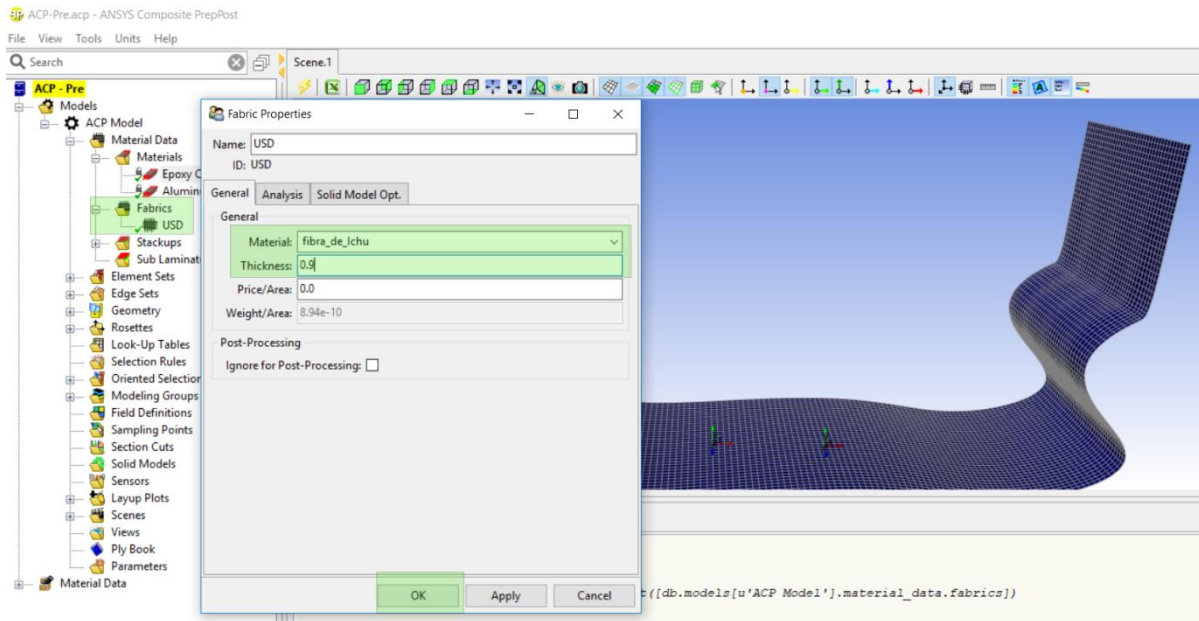 ACP-Pre.acp - ANSYS Composite PrepPost
File View Tools Units Help
Search
Scene.1
ACP - Pre
Models
ACP Model
Material Data
Materials
Epoxy C
Alumin
Fabrics
USD
Stackups
Sub Laminat
Element Sets
Edge Sets
Geometry
Rosettes
Look-Up Tables
Selection Rules
Oriented Selection
Modeling Groups
Field Definitions
Sampling Points
Section Cuts
Solid Models
Sensors
Layup Plots
Scenes
Views
Ply Book
Parameters
Material Data
Fabric Properties
Name: USD
ID: USD
General Analysis Solid Model Opt.
General
Material: fibra_de_Ichu
Thickness: 0.9
Price/Area: 0.0
Weight/Area: 8.94e-10
Post-Processing
Ignore for Post-Processing:
OK Apply Cancel
t([db.models[u'ACP Model'].material_data.fabrics])